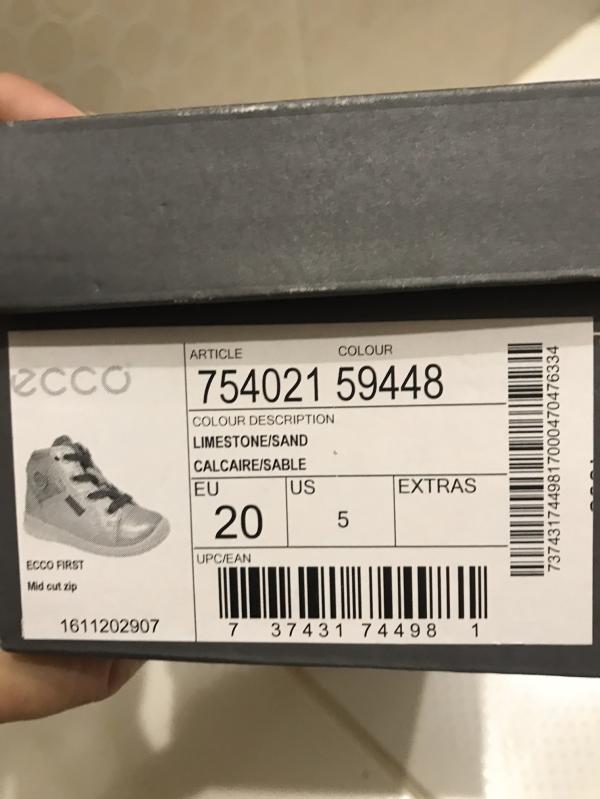 ecco
ARTICLE COLOUR
754021 59448
COLOUR DESCRIPTION
LIMESTONE/SAND
CALCAIRE/SABLE
EU US EXTRAS
20 5
UPC/EAN
7 37431 74498 1
ECCO FIRST
Mid cut zip
1611202907
7374317449817000470476334